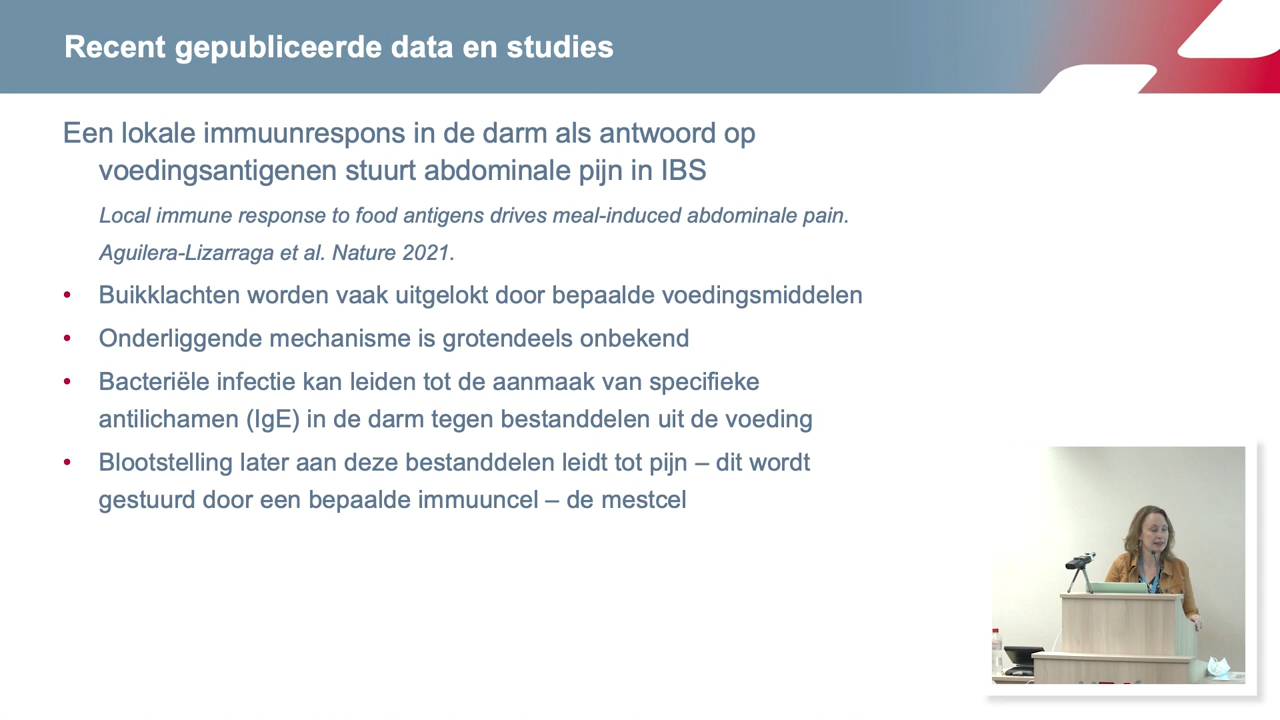 Recent gepubliceerde data en studies
Een lokale immuunrespons in de darm als antwoord op
voedingsantigenen stuurt abdominale pijn in IBS
Local immune response to food antigens drives meal-induced abdominale pain.
Aguilera-Lizarraga et al. Nature 2021.
• Buikklachten worden vaak uitgelokt door bepaalde voedingsmiddelen
• Onderliggende mechanisme is grotendeels onbekend
• Bacteriële infectie kan leiden tot de aanmaak van specifieke
antilichamen (IgE) in de darm tegen bestanddelen uit de voeding
• Blootstelling later aan deze bestanddelen leidt tot pijn – dit wordt
gestuurd door een bepaalde immuuncel – de mestcel